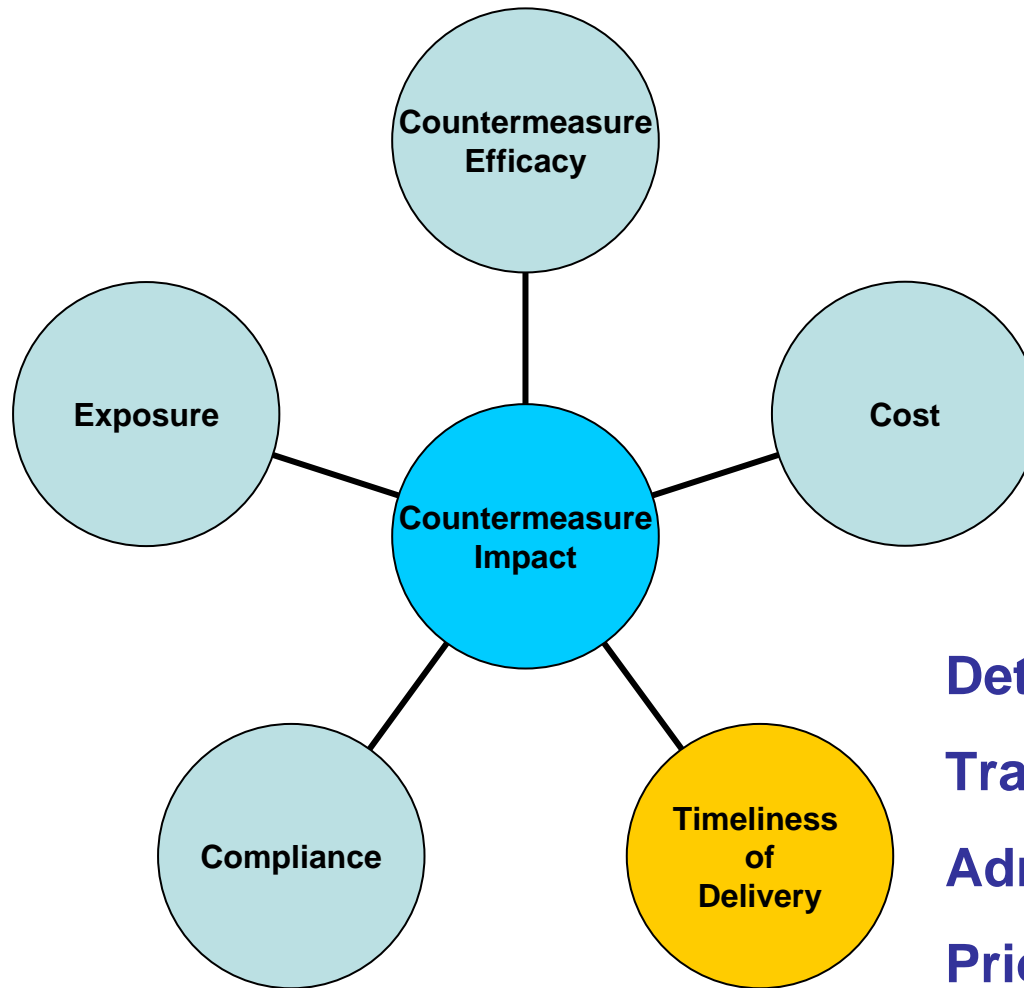 Countermeasure
Efficacy
Exposure
Cost
Countermeasure
Impact
Compliance
Timeliness
of
Delivery